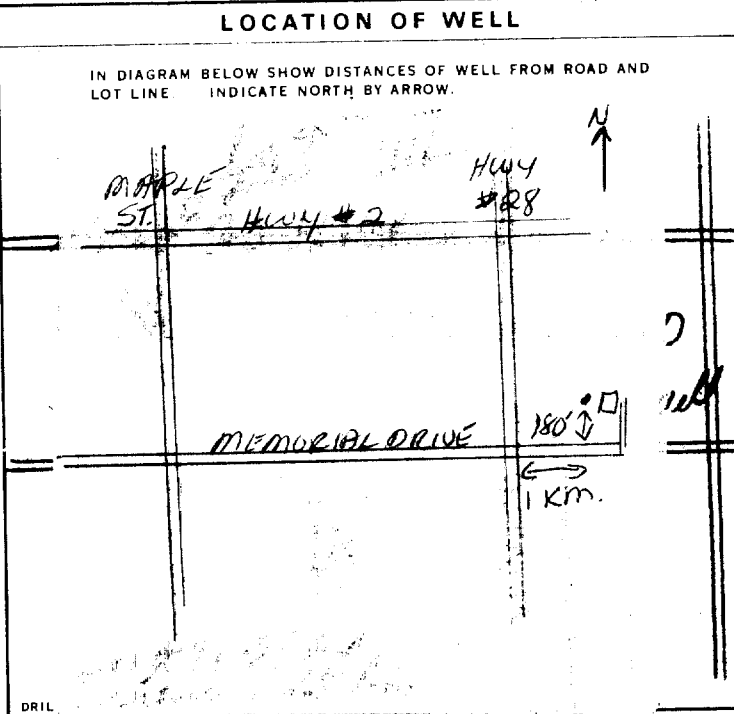 LOCATION OF WELL
IN DIAGRAM BELOW SHOW DISTANCES OF WELL FROM ROAD AND
LOT LINE. INDICATE NORTH BY ARROW.
N
MAPLE
ST.
HWY #2
HWY
#28
180'
MEMORIAL DRIVE
1 KM.
DRIL